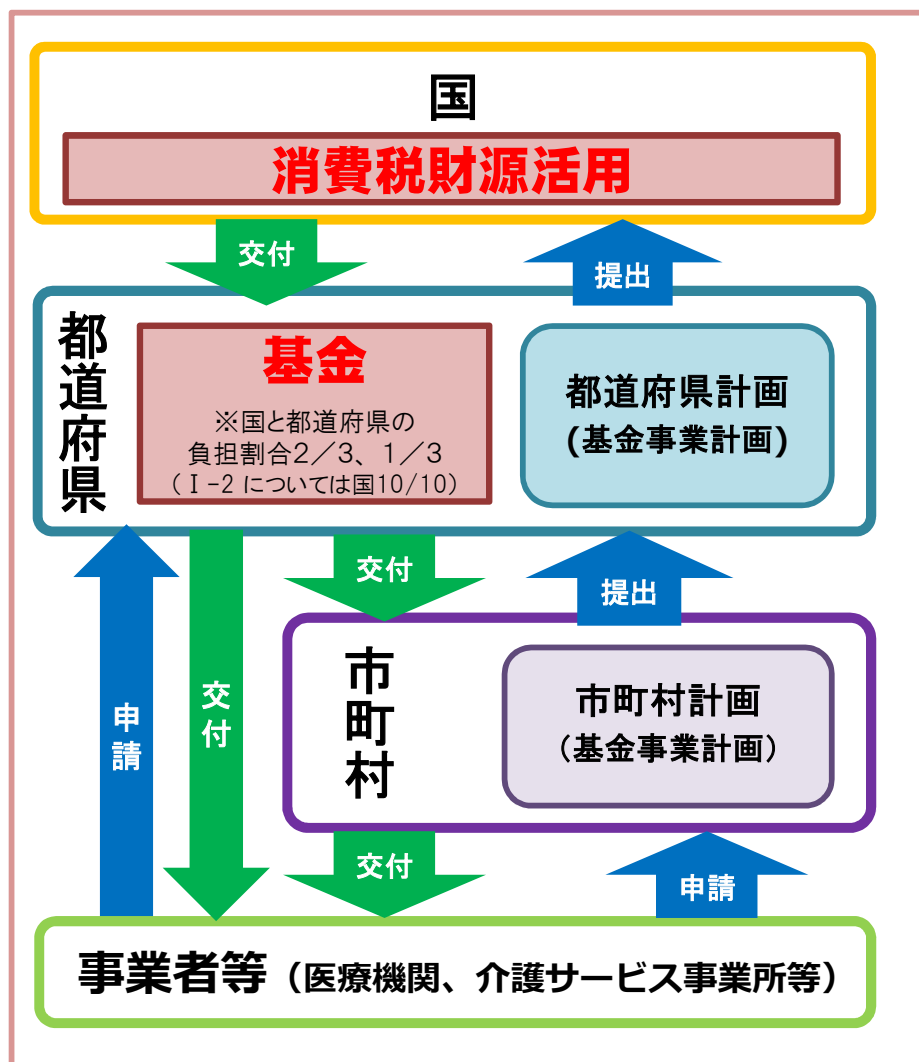 国
消費税財源活用
交付
提出
都道府県
基金
※国と都道府県の
負担割合2/3、1/3
(Ⅰ-2 については国10/10)
都道府県計画
(基金事業計画)
申請
交付
交付
提出
市町村
市町村計画
(基金事業計画)
交付
申請
事業者等(医療機関、介護サービス事業所等)